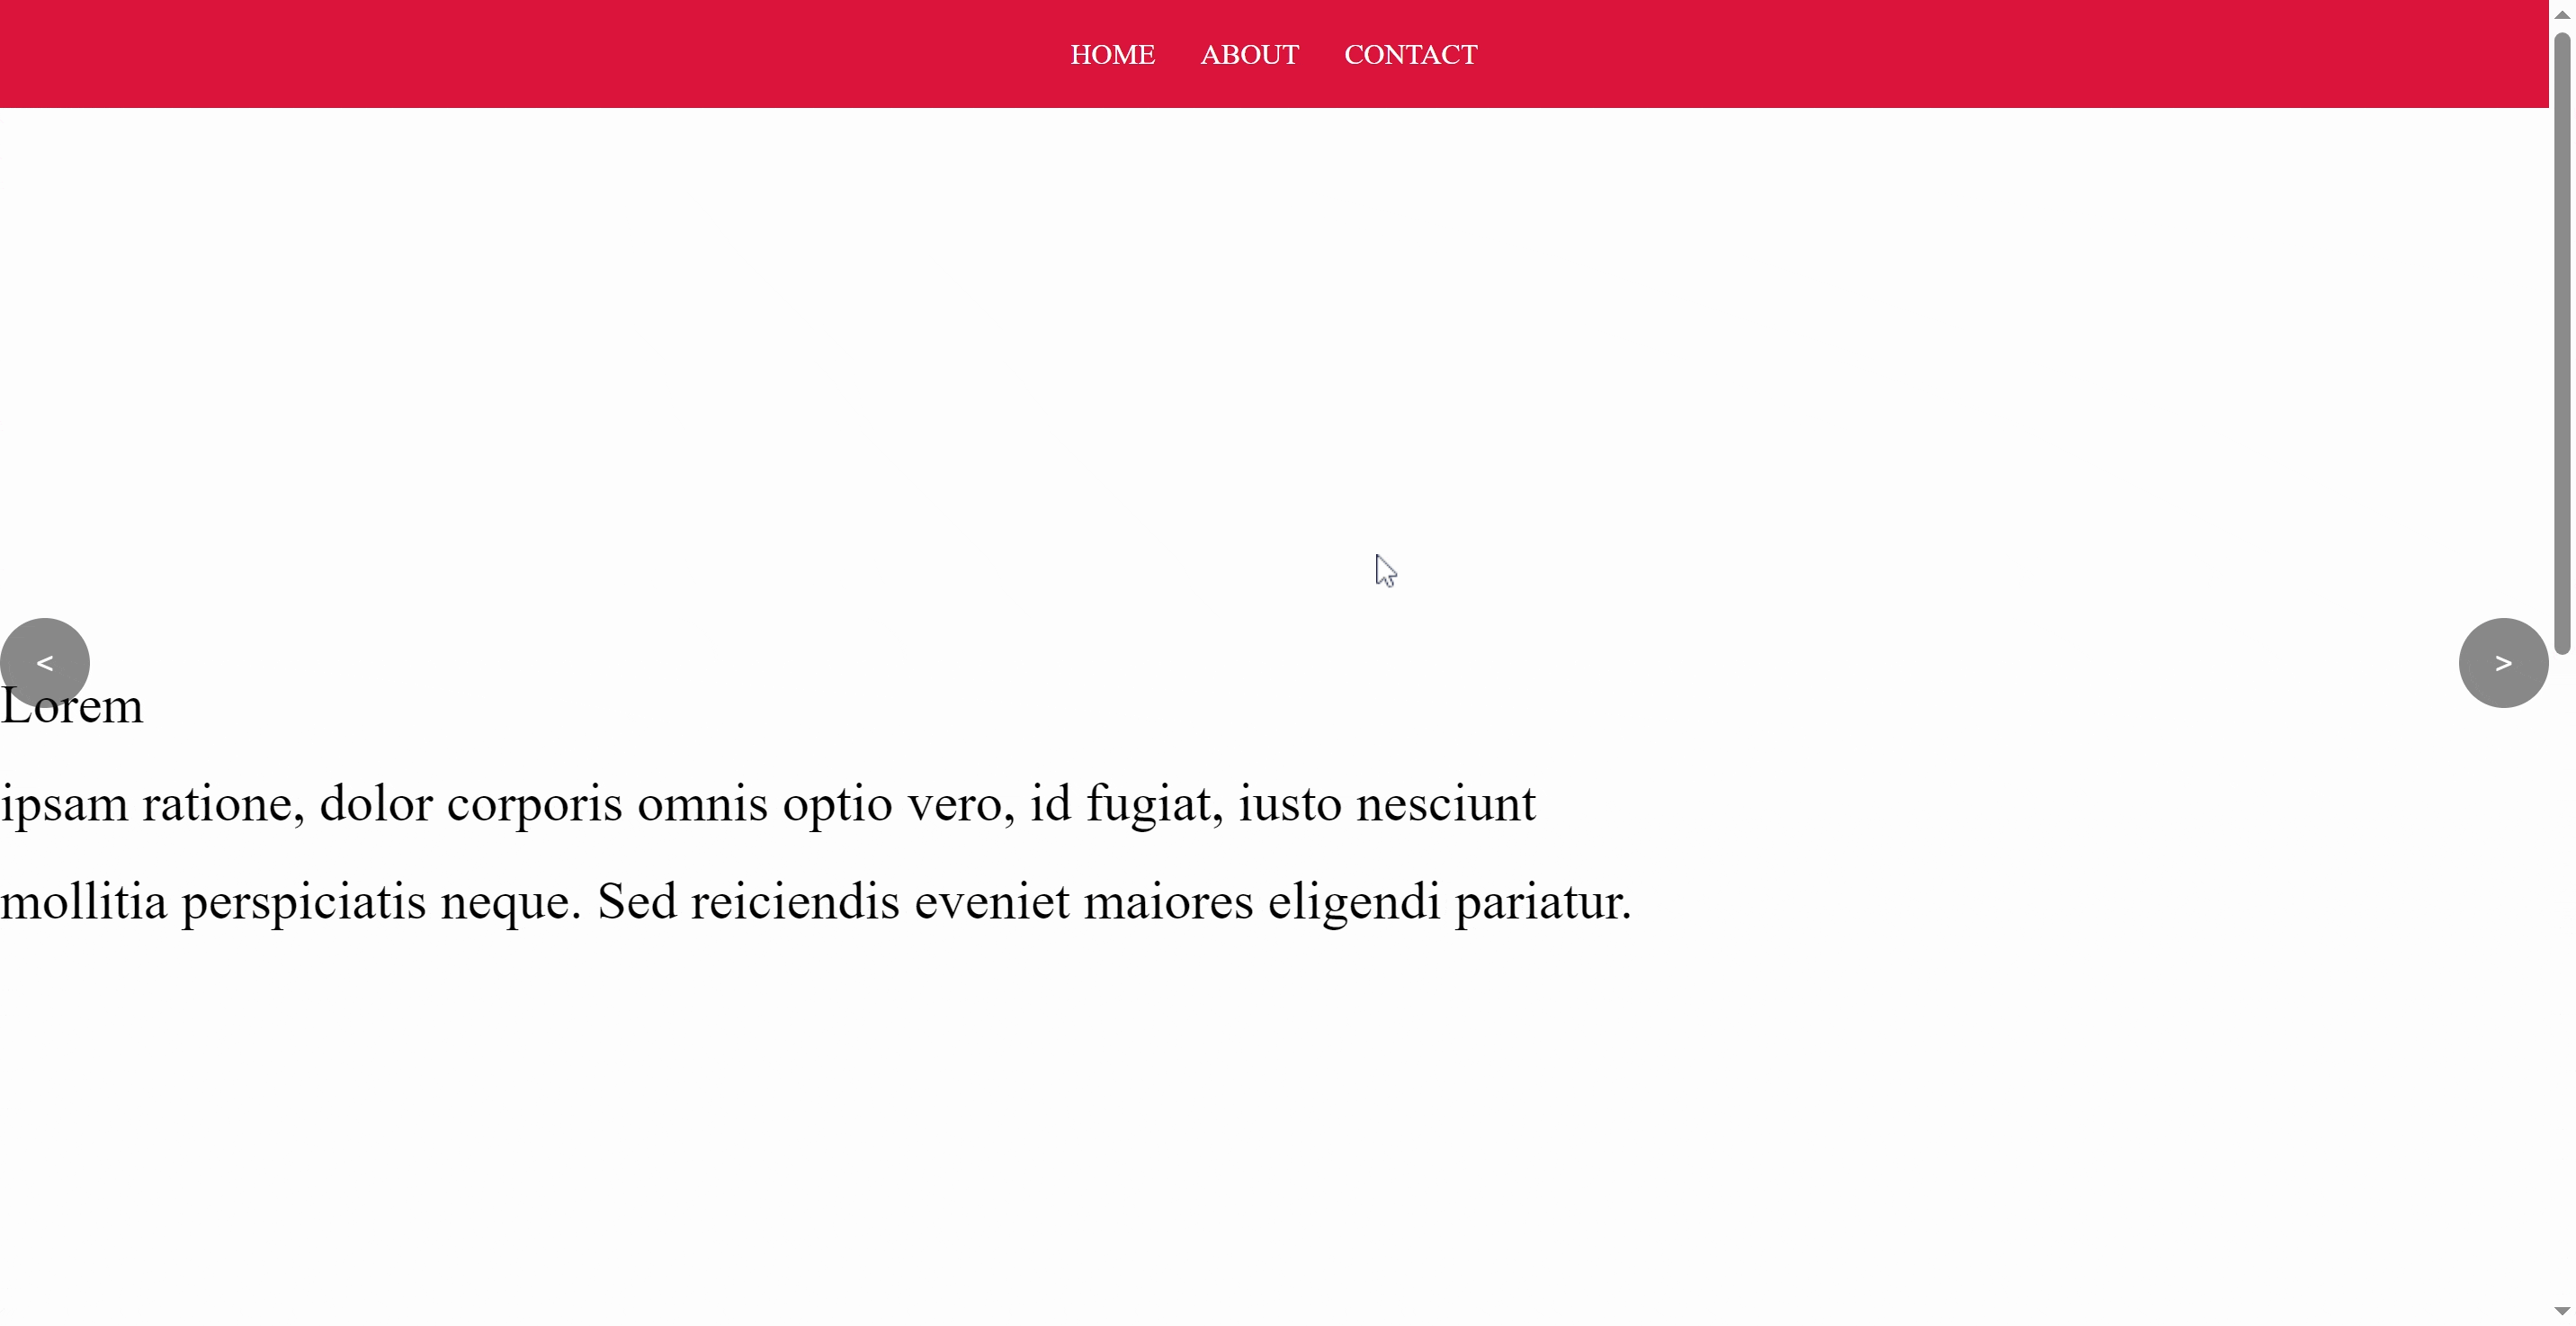 HOME ABOUT CONTACT
< >
Lorem
ipsam ratione, dolor corporis omnis optio vero, id fugiat, iusto nesciunt
mollitia perspiciatis neque. Sed reiciendis eveniet maiores eligendi pariatur.